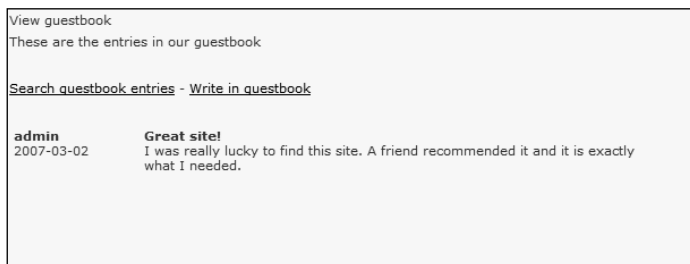 View guestbook
These are the entries in our guestbook
Search guestbook entries - Write in guestbook
admin Great site!
2007-03-02 I was really lucky to find this site. A friend recommended it and it is exactly
what I needed.